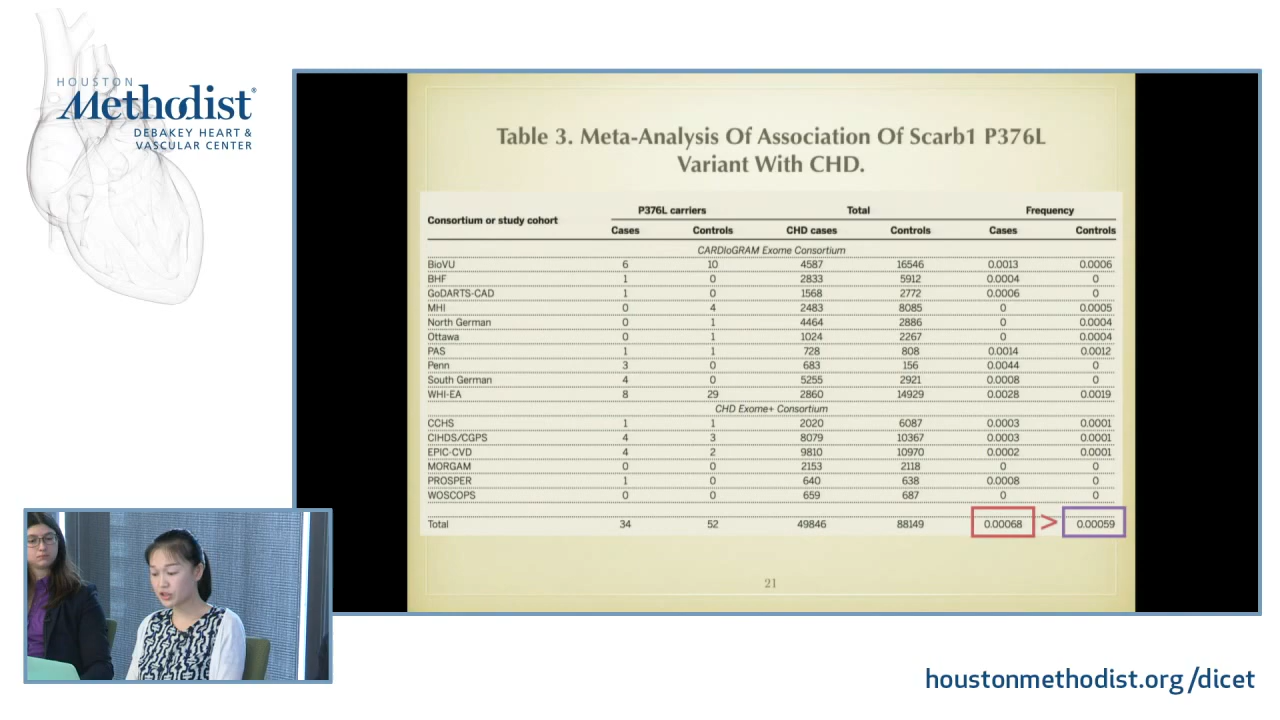 HOUSTON
Methodist®
DEBAKEY HEART &
VASCULAR CENTER
Table 3. Meta-Analysis Of Association Of Scarb1 P376L
Variant With CHD.
Consortium or study cohort P376L carriers Total Frequency
Cases Controls CHD cases Controls Cases Controls
CARDIoGRAM Exome Consortium
BioVU 6 10 4587 16546 0.0013 0.0006
BHF 1 0 2833 5912 0.0004 0
GoDARTS-CAD 1 0 1568 2772 0.0006 0
MHI 0 4 2483 8085 0 0.0005
North German 0 1 4464 2886 0 0.0004
Ottawa 0 1 1024 2267 0 0.0004
PAS 1 1 728 808 0.0014 0.0012
Penn 3 0 683 156 0.0044 0
South German 4 0 5255 2921 0.0008 0
WHI-EA 8 29 2860 14929 0.0028 0.0019
CHD Exome+ Consortium
CCHS 1 1 2020 6087 0.0003 0.0001
CIHDS/CGPS 4 3 8079 10367 0.0003 0.0001
EPIC-CVD 4 2 9810 10970 0.0002 0.0001
MORGAM 0 0 2153 2118 0 0
PROSPER 1 0 640 638 0.0008 0
WOSCOPS 0 0 659 687 0 0
Total 34 52 49846 88149 0.00068 > 0.00059
21
houstonmethodist.org/dicet